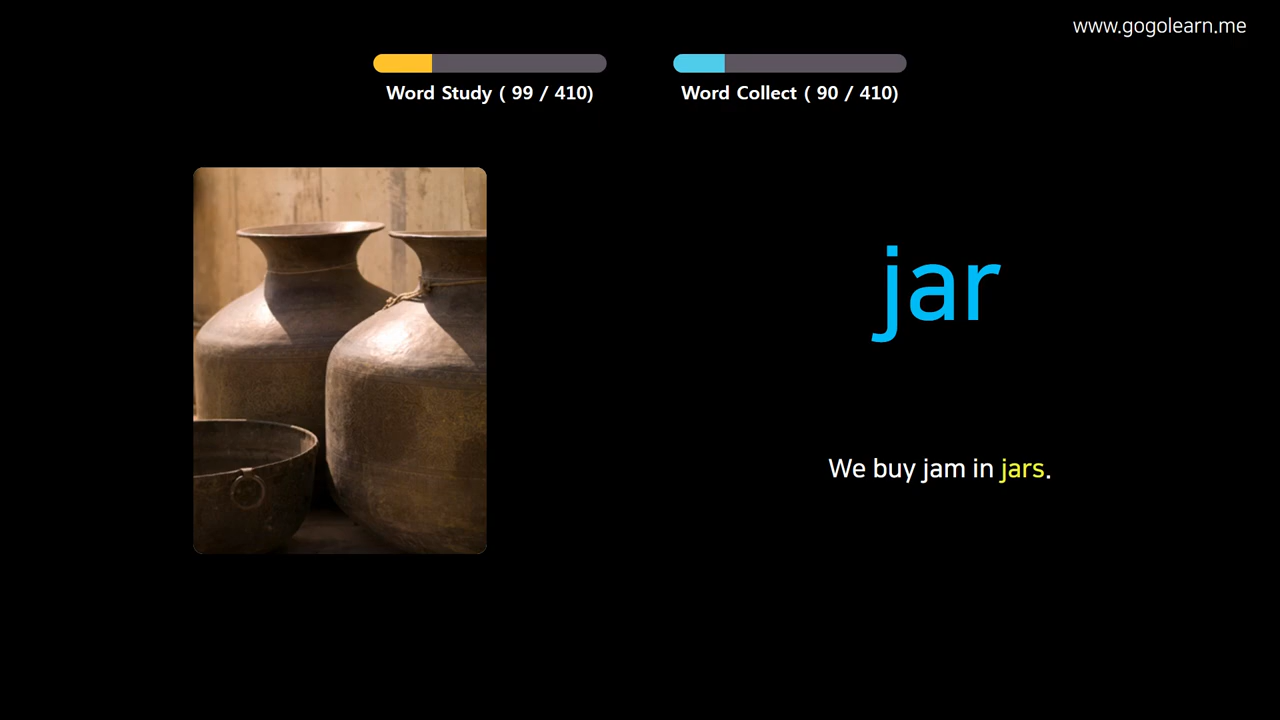 www.gogolearn.me
Word Study ( 99 / 410)
Word Collect ( 90 / 410)
jar
We buy jam in jars.